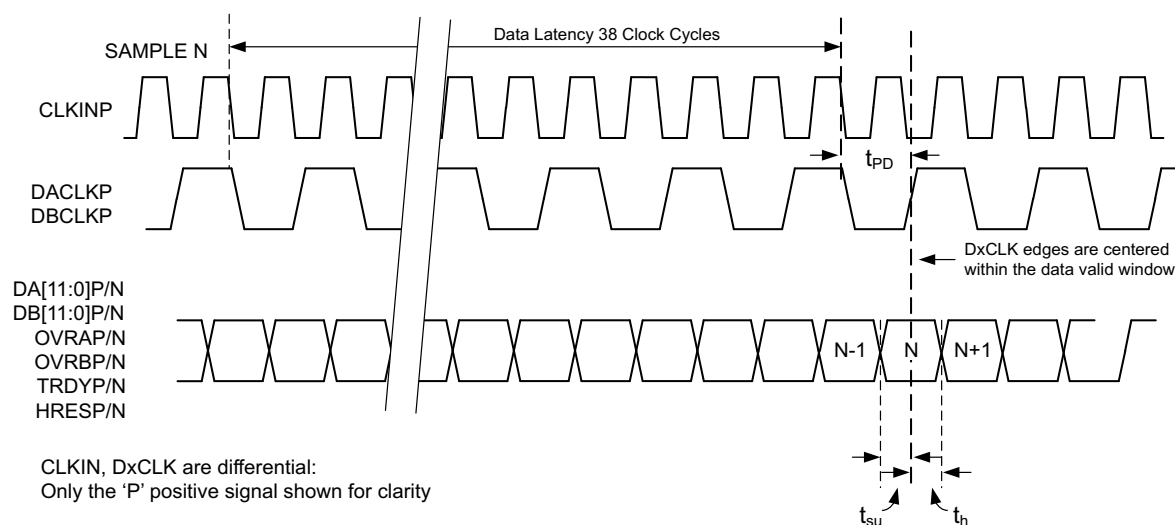 Data Latency 38 Clock Cycles
SAMPLE N
CLKINP
tPD
DACLKP
DBCLKP
DxCLK edges are centered
within the data valid window
DA[11:0]P/N
DB[11:0]P/N
OVRAP/N
OVRBP/N
TRDYP/N
HRESP/N
N-1
N
N+1
CLKIN, DxCLK are differential:
Only the ‘P’ positive signal shown for clarity
tsu
th